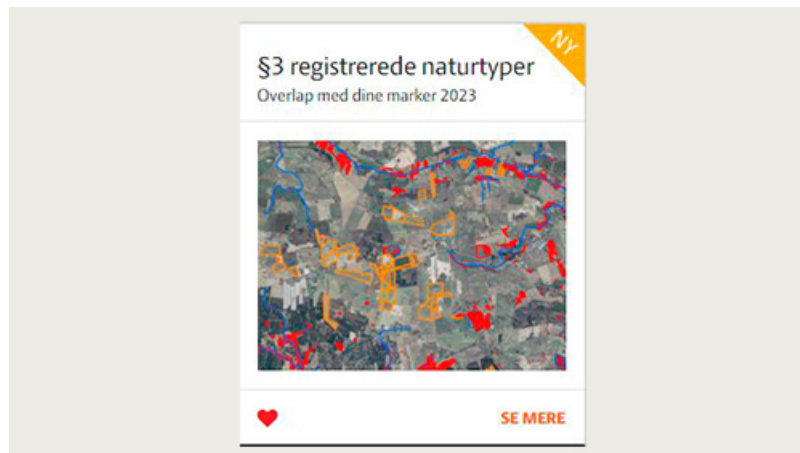 NY
§3 registrerede naturtyper
Overlap med dine marker 2023
SE MERE